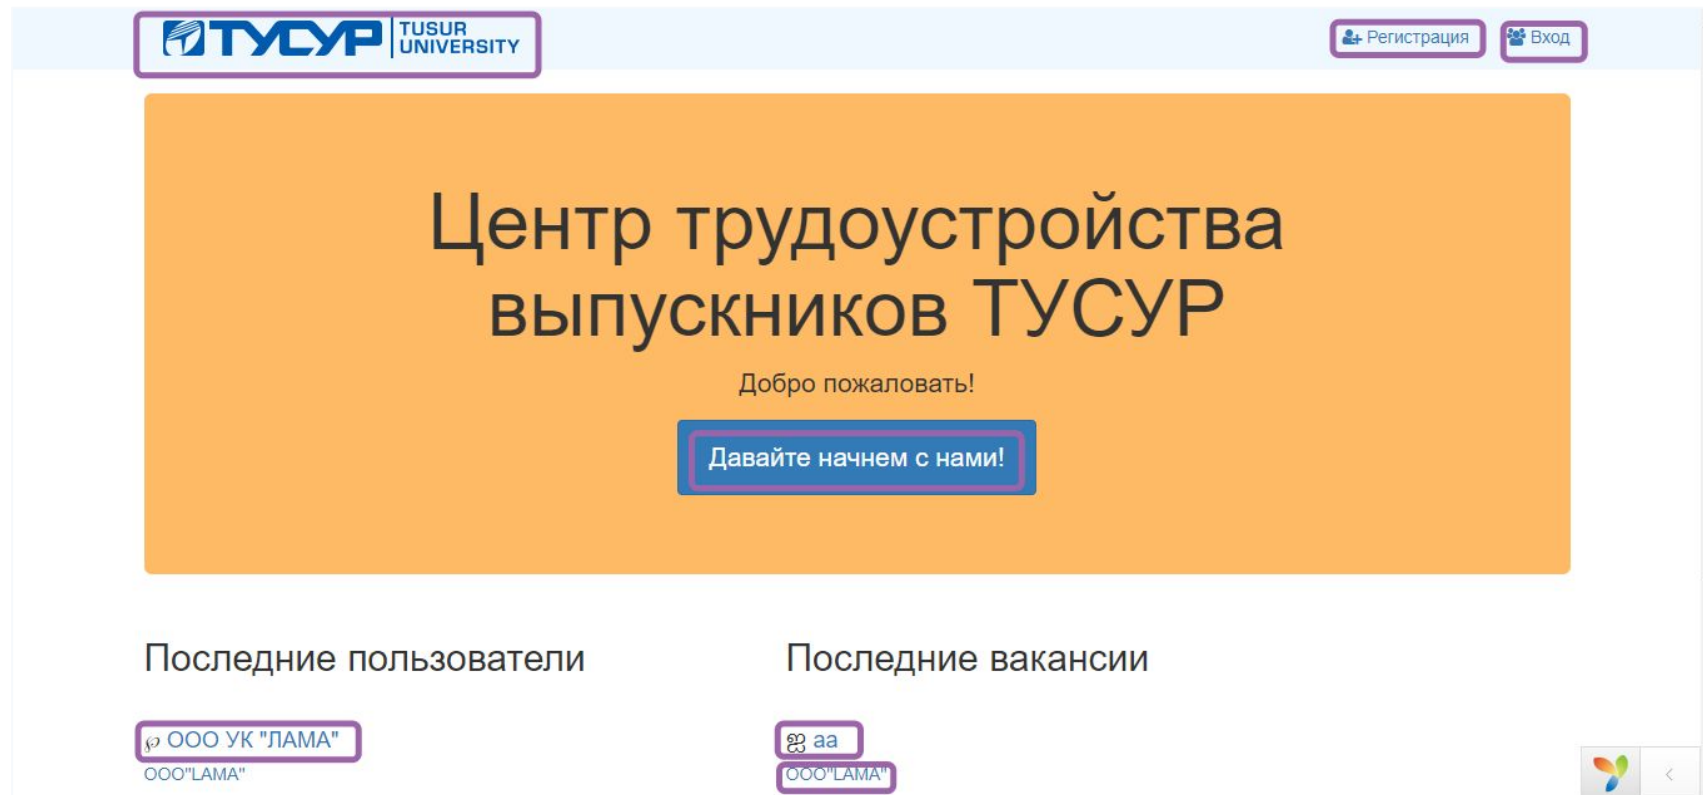 ТУСУР TUSUR UNIVERSITY
Регистрация Вход
Центр трудоустройства
выпускников ТУСУР
Добро пожаловать!
Давайте начнем с нами!
Последние пользователи
Последние вакансии
℘ ООО УК "ЛАМА"
ООО"LAMA"
ஐ aa
ООО"LAMA"